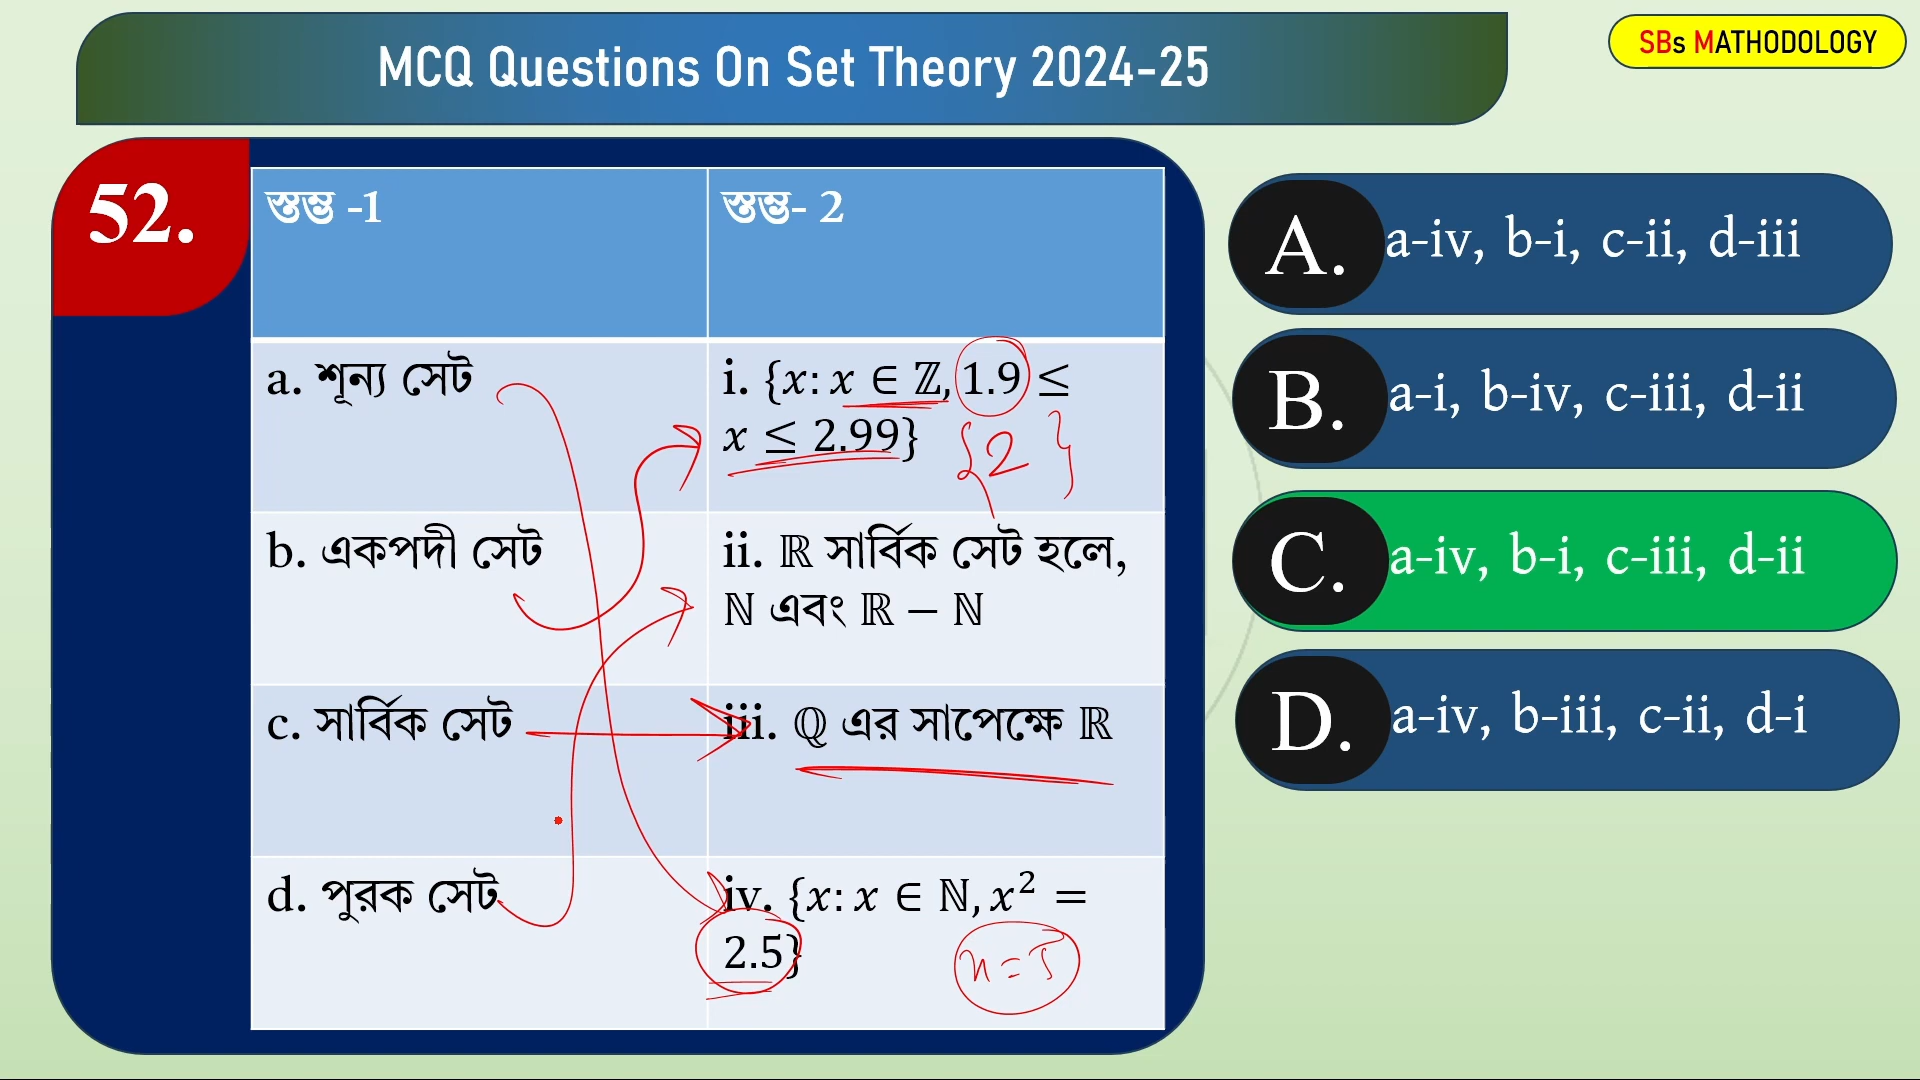 MCQ Questions On Set Theory 2024-25
SBs MATHODOLOGY
52.
স্তম্ভ -1
স্তম্ভ- 2
a. শূন্য সেট
i. {x: x ∈ ℤ, 1.9 ≤
x ≤ 2.99}
{2}
b. একপদী সেট
ii. ℝ সার্বিক সেট হলে,
ℕ এবং ℝ − ℕ
c. সার্বিক সেট
iii. ℚ এর সাপেক্ষে ℝ
d. পুরক সেট
iv. {x: x ∈ ℕ, x² =
2.5}
A. a-iv, b-i, c-ii, d-iii
B. a-i, b-iv, c-iii, d-ii
C. a-iv, b-i, c-iii, d-ii
D. a-iv, b-iii, c-ii, d-i